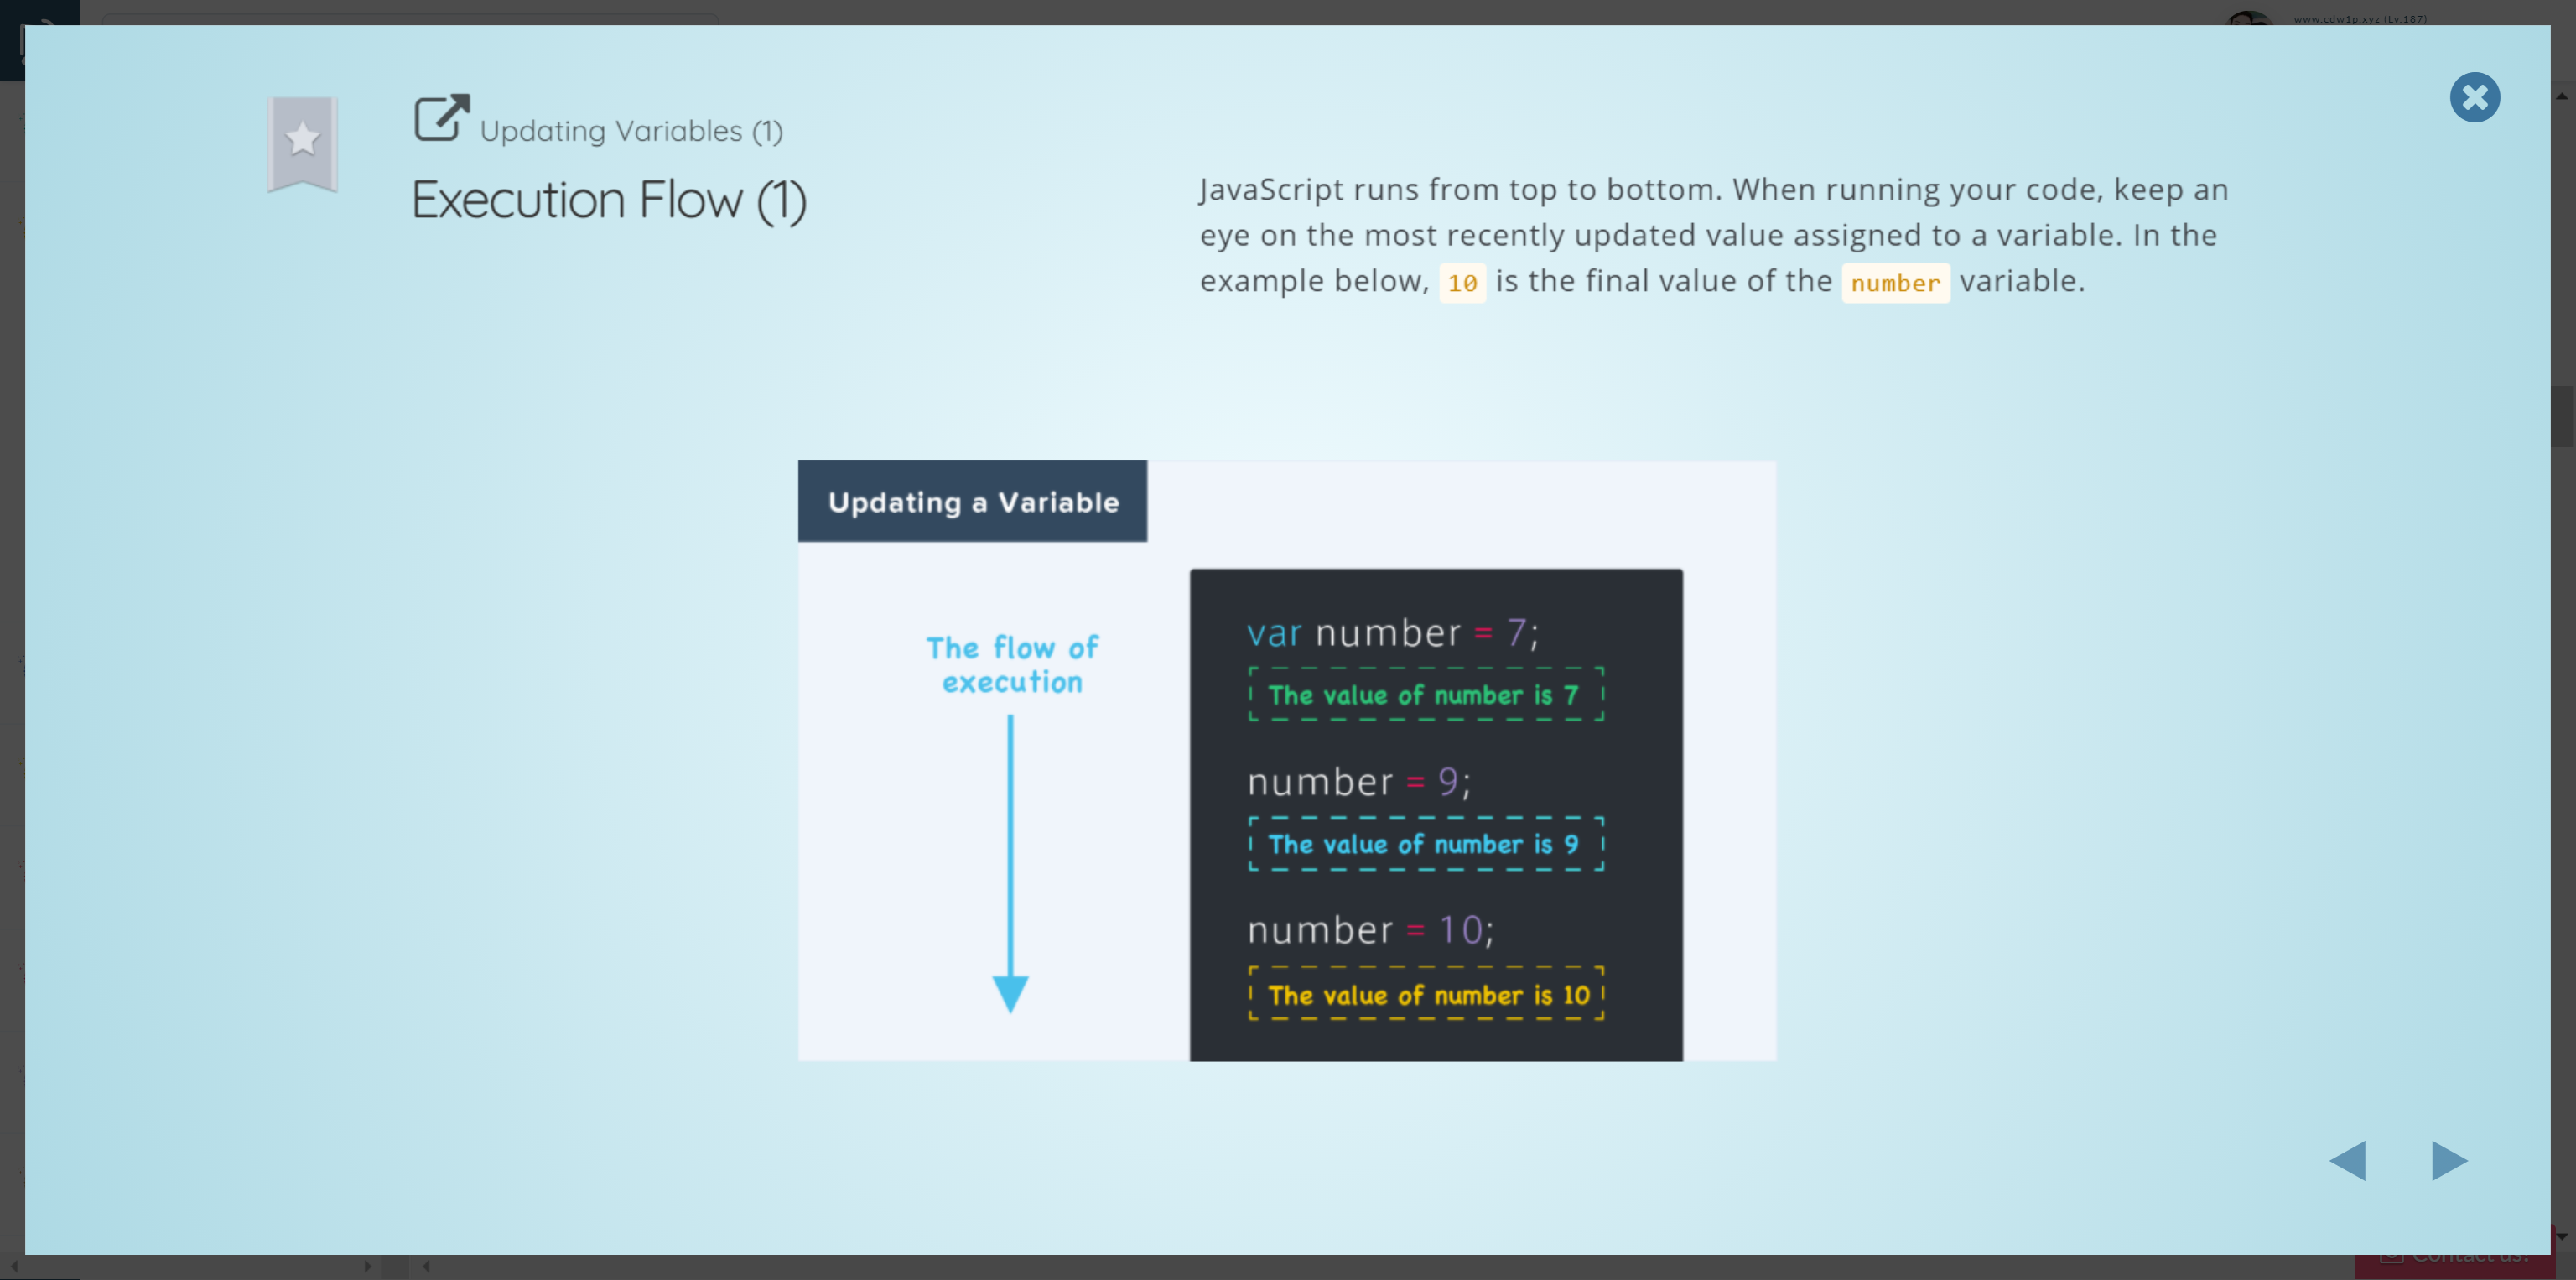 www.cdw1p.xyz (Lv.187)
Updating Variables (1)
Execution Flow (1)
JavaScript runs from top to bottom. When running your code, keep an
eye on the most recently updated value assigned to a variable. In the
example below, 10 is the final value of the number variable.
Updating a Variable
The flow of
execution
var number = 7;
The value of number is 7
number = 9;
The value of number is 9
number = 10;
The value of number is 10
Contact us!